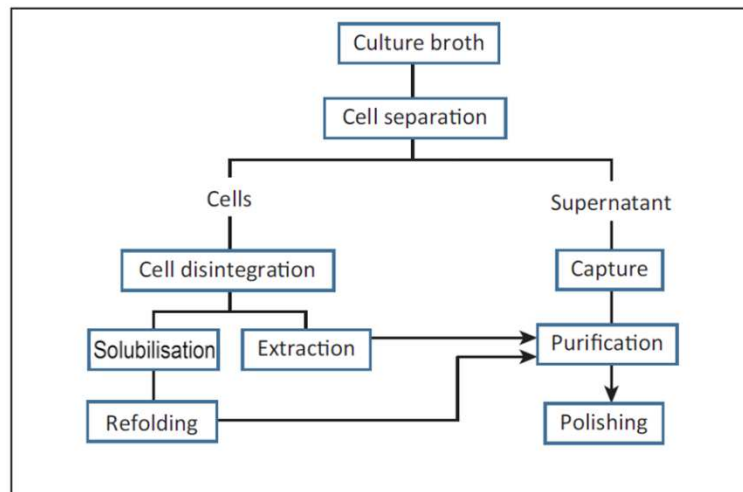 Culture broth
Cell separation
Cells
Supernatant
Cell disintegration
Capture
Solubilisation
Extraction
Purification
Refolding
Polishing